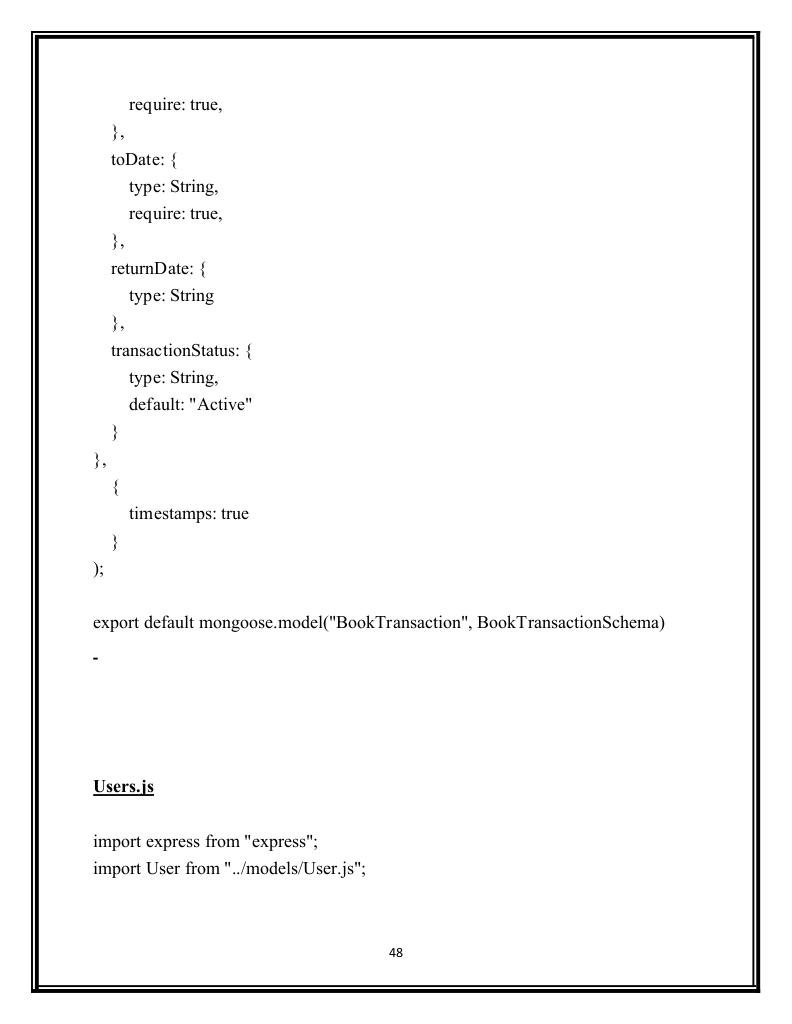 require: true,
},
toDate: {
type: String,
require: true,
},
returnDate: {
type: String
},
transactionStatus: {
type: String,
default: "Active"
}
},
{
timestamps: true
}
);
export default mongoose.model("BookTransaction", BookTransactionSchema)
-
Users.js
import express from "express";
import User from "../models/User.js";
48